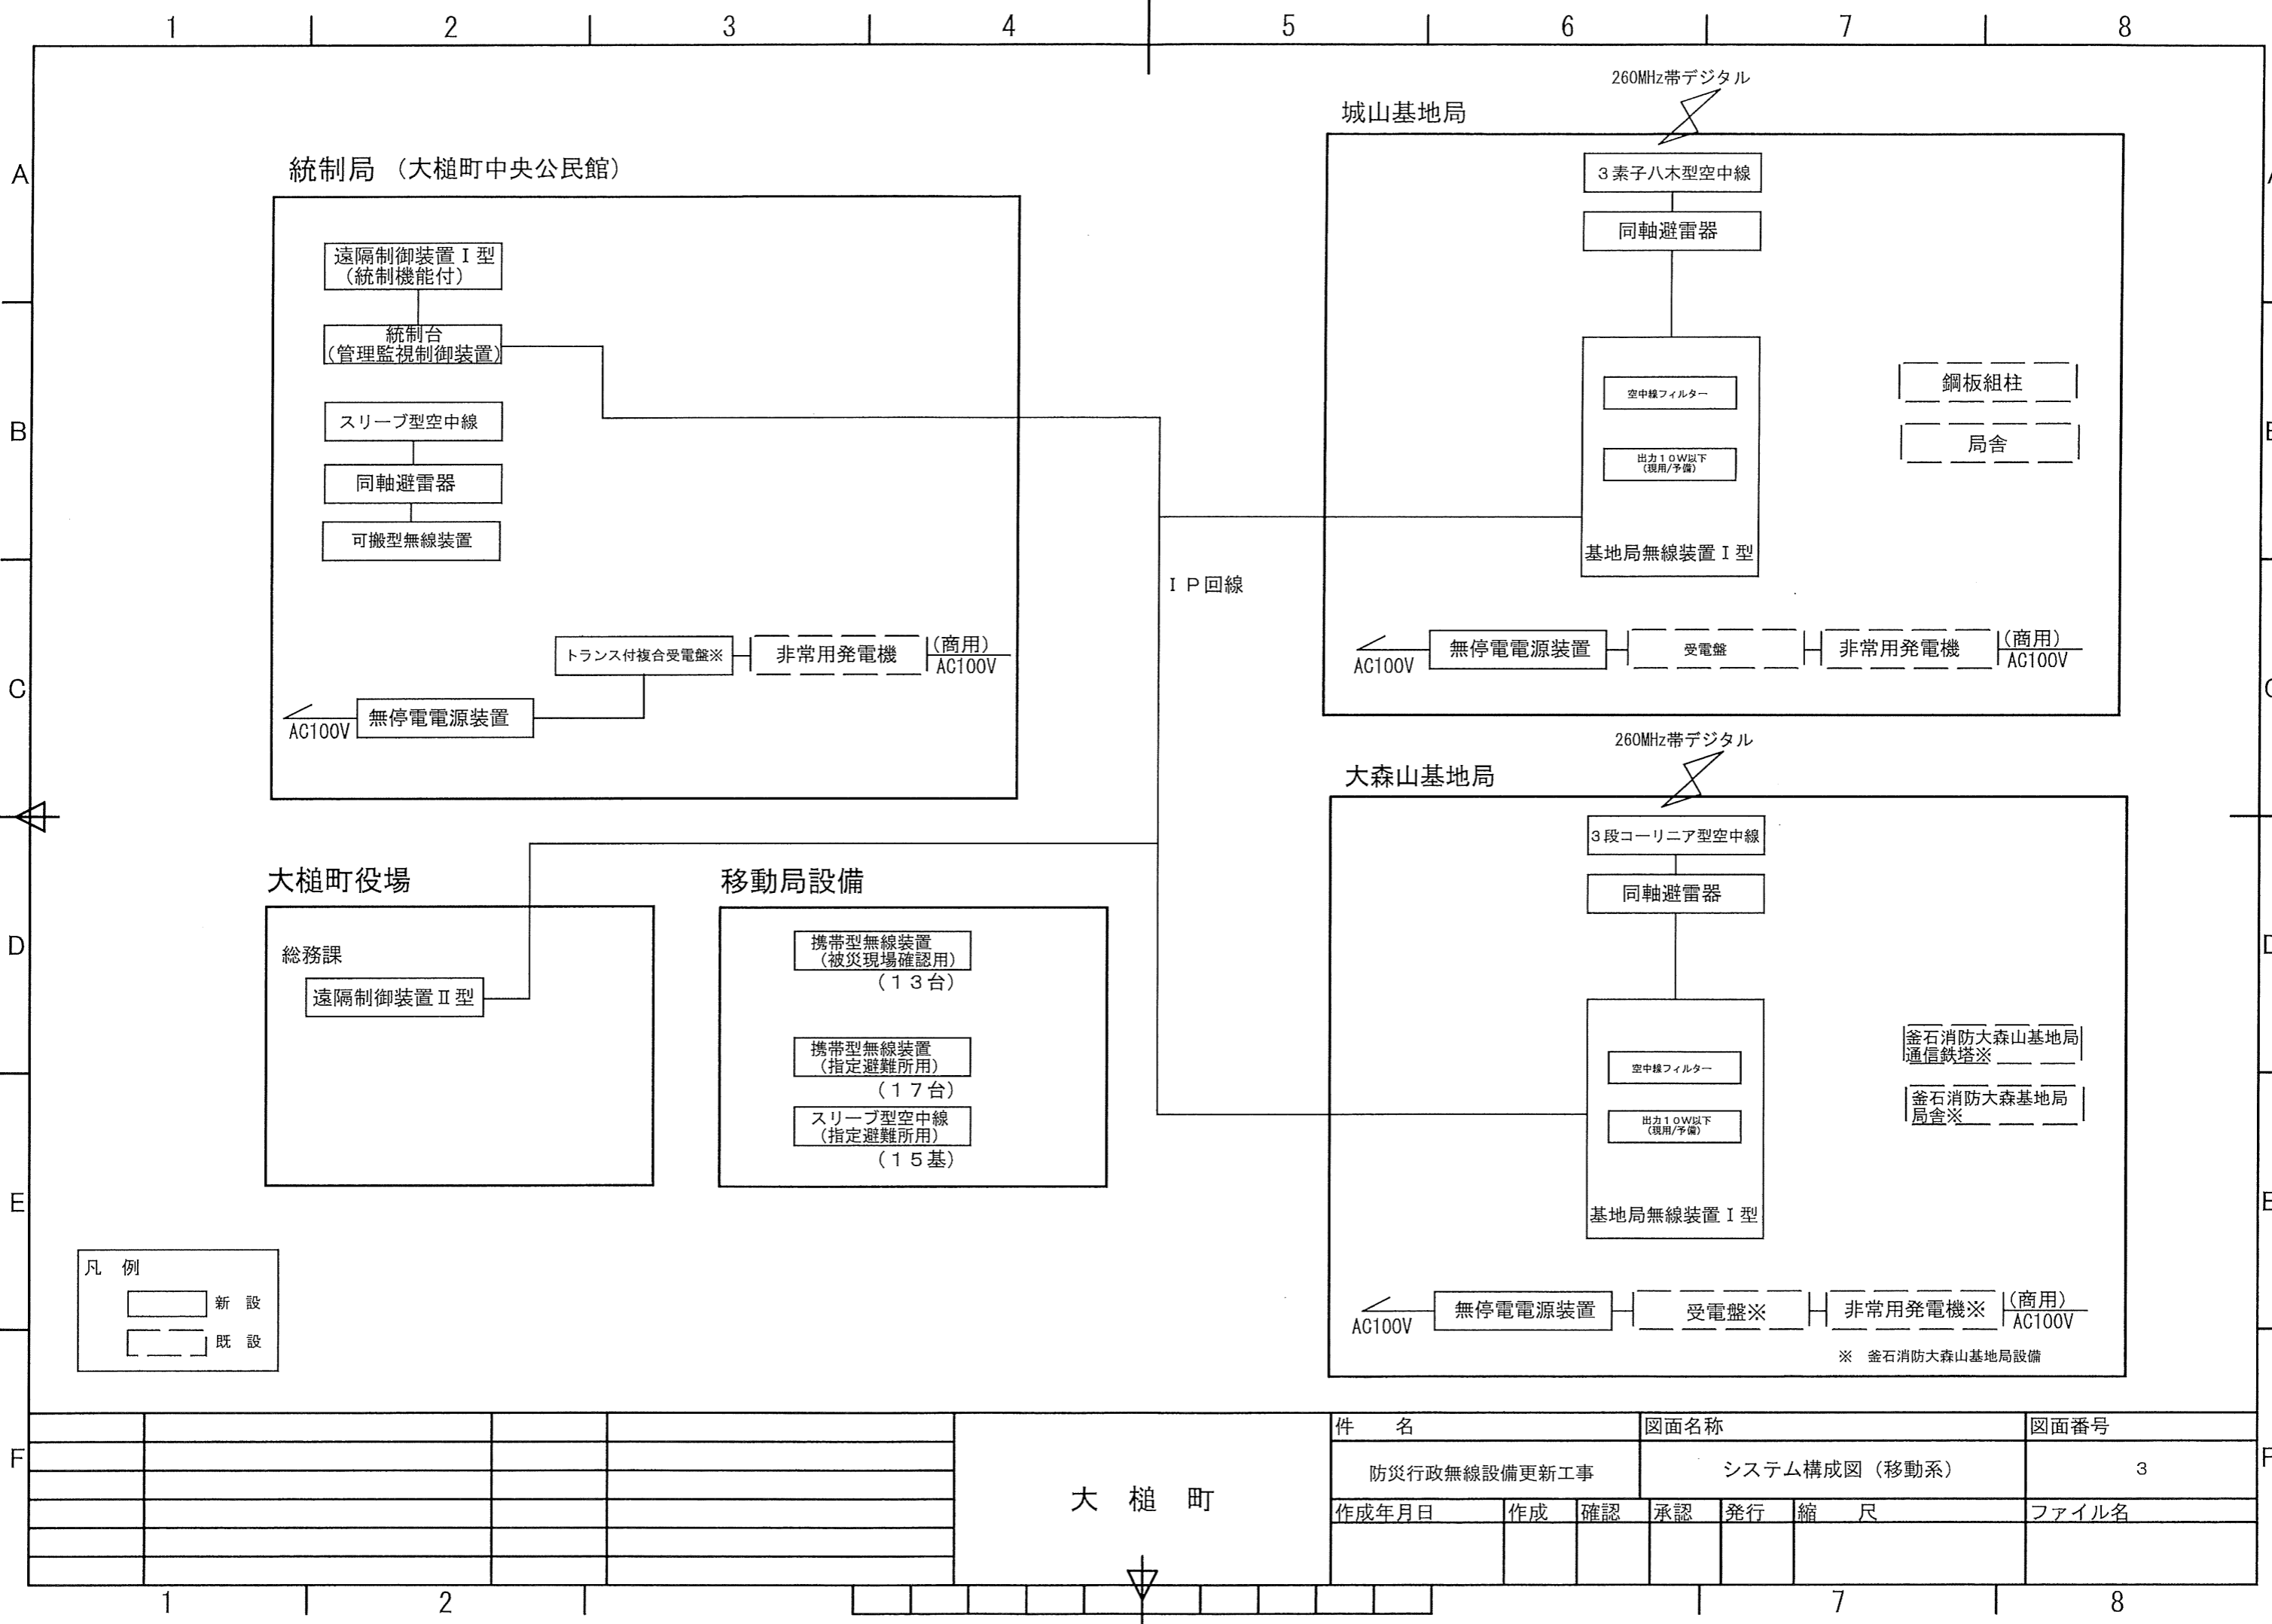 1
2
3
4
5
6
7
8
A
B
C
D
E
F
統制局 (大槌町中央公民館)
遠隔制御装置Ⅰ型
(統制機能付)
統制台
(管理監視制御装置)
スリーブ型空中線
同軸避雷器
可搬型無線装置
トランス付複合受電盤※
非常用発電機
(商用)
AC100V
無停電電源装置
AC100V
ＩＰ回線
大槌町役場
総務課
遠隔制御装置Ⅱ型
移動局設備
携帯型無線装置
(被災現場確認用)
(１３台)
携帯型無線装置
(指定避難所用)
(１７台)
スリーブ型空中線
(指定避難所用)
(１５基)
260MHz帯デジタル
城山基地局
３素子八木型空中線
同軸避雷器
空中線フィルター
出力１０Ｗ以下
(現用/予備)
基地局無線装置Ⅰ型
鋼板組柱
局舎
AC100V
無停電電源装置
受電盤
非常用発電機
(商用)
AC100V
260MHz帯デジタル
大森山基地局
３段コーリニア型空中線
同軸避雷器
空中線フィルター
出力１０Ｗ以下
(現用/予備)
基地局無線装置Ⅰ型
釜石消防大森山基地局
通信鉄塔※
釜石消防大森基地局
局舎※
AC100V
無停電電源装置
受電盤※
非常用発電機※
(商用)
AC100V
※　釜石消防大森山基地局設備
凡　例
新　設
既　設
大　槌　町
件　　名
防災行政無線設備更新工事
図面名称
システム構成図（移動系）
図面番号
3
作成年月日
作成
確認
承認
発行
縮　　尺
ファイル名
1
2
7
8